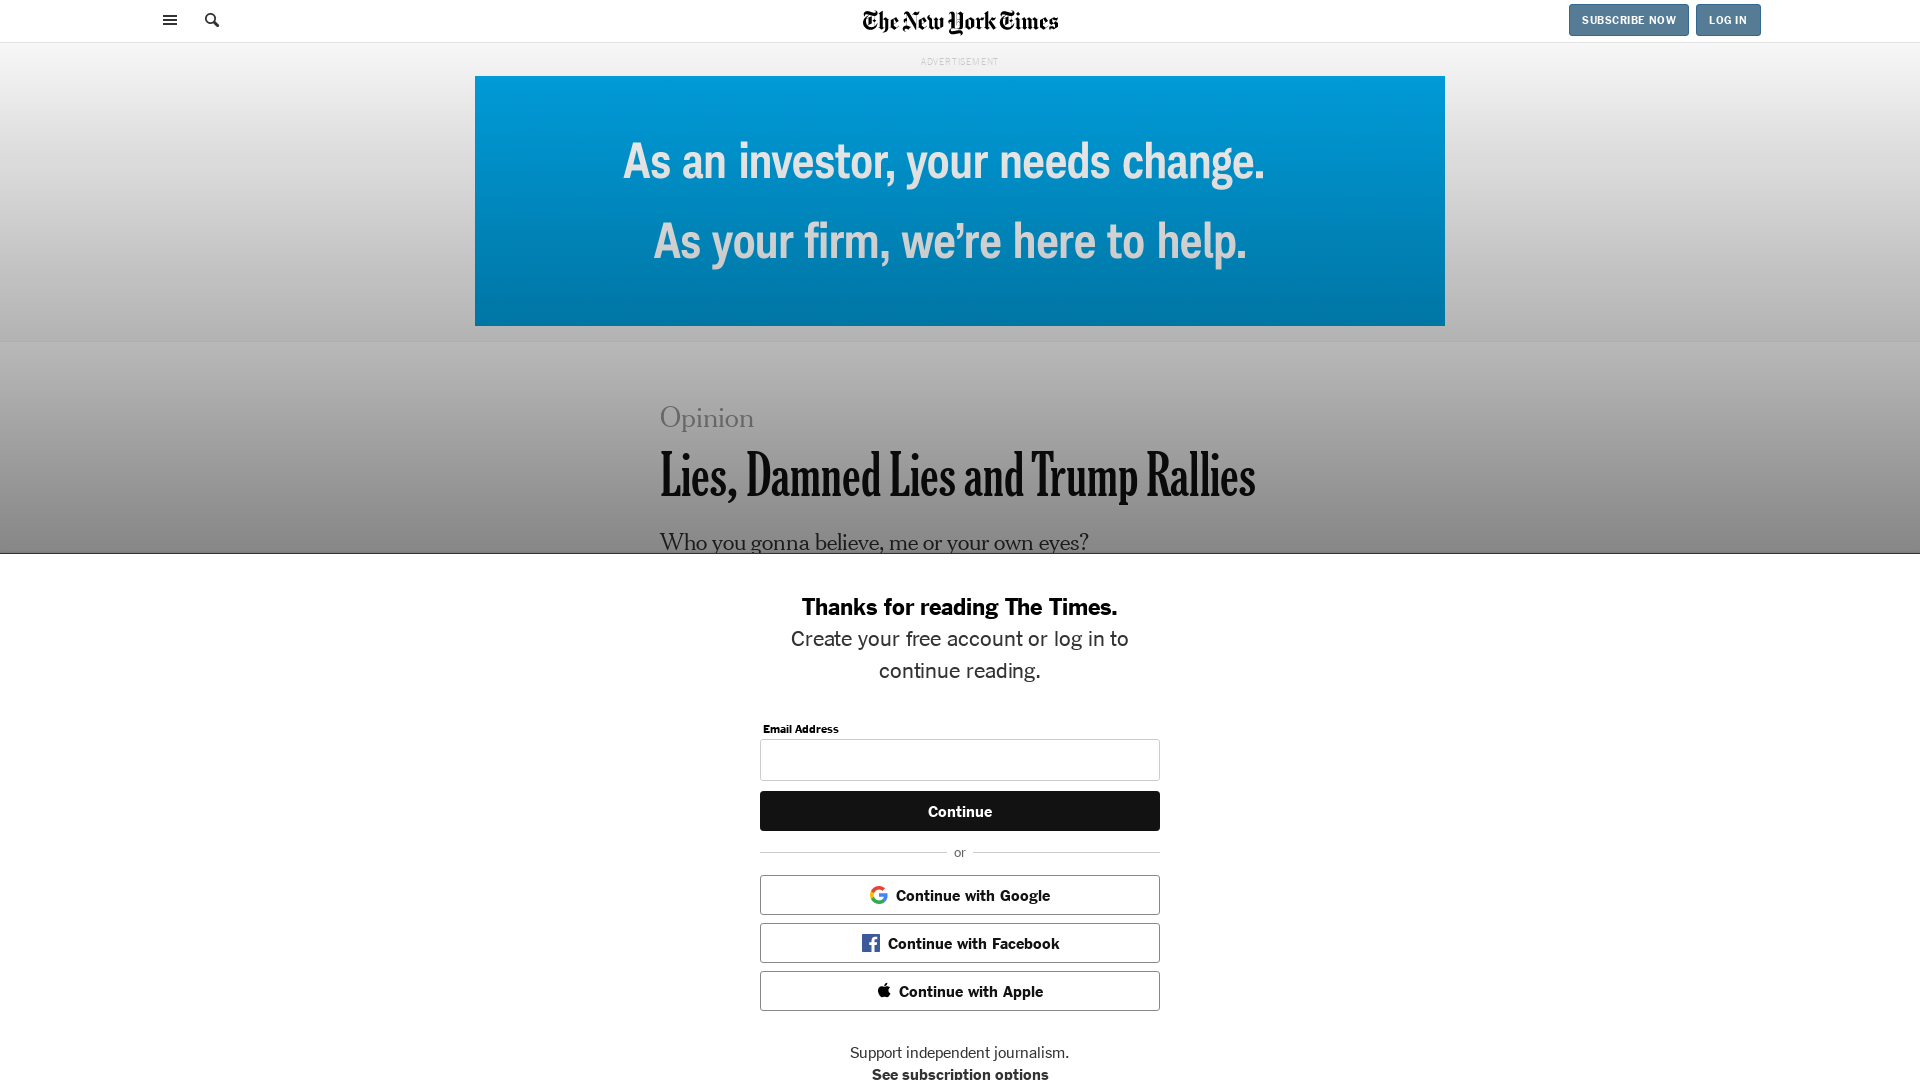 The New York Times
SUBSCRIBE NOW
LOG IN
ADVERTISEMENT
As an investor, your needs change.
As your firm, we’re here to help.
Opinion
Lies, Damned Lies and Trump Rallies
Who you gonna believe, me or your own eyes?
Thanks for reading The Times.
Create your free account or log in to
continue reading.
Email Address
Continue
or
Continue with Google
Continue with Facebook
Continue with Apple
Support independent journalism.
See subscription options